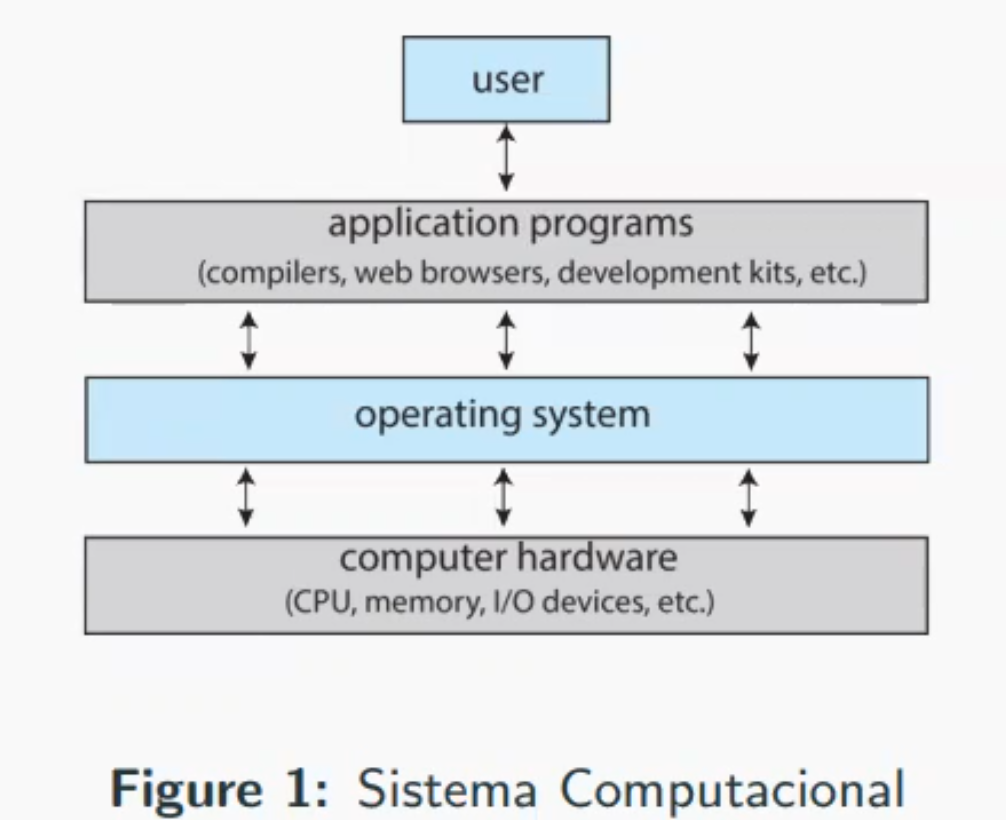 user
application programs
(compilers, web browsers, development kits, etc.)
operating system
computer hardware
(CPU, memory, I/O devices, etc.)
Figure 1: Sistema Computacional